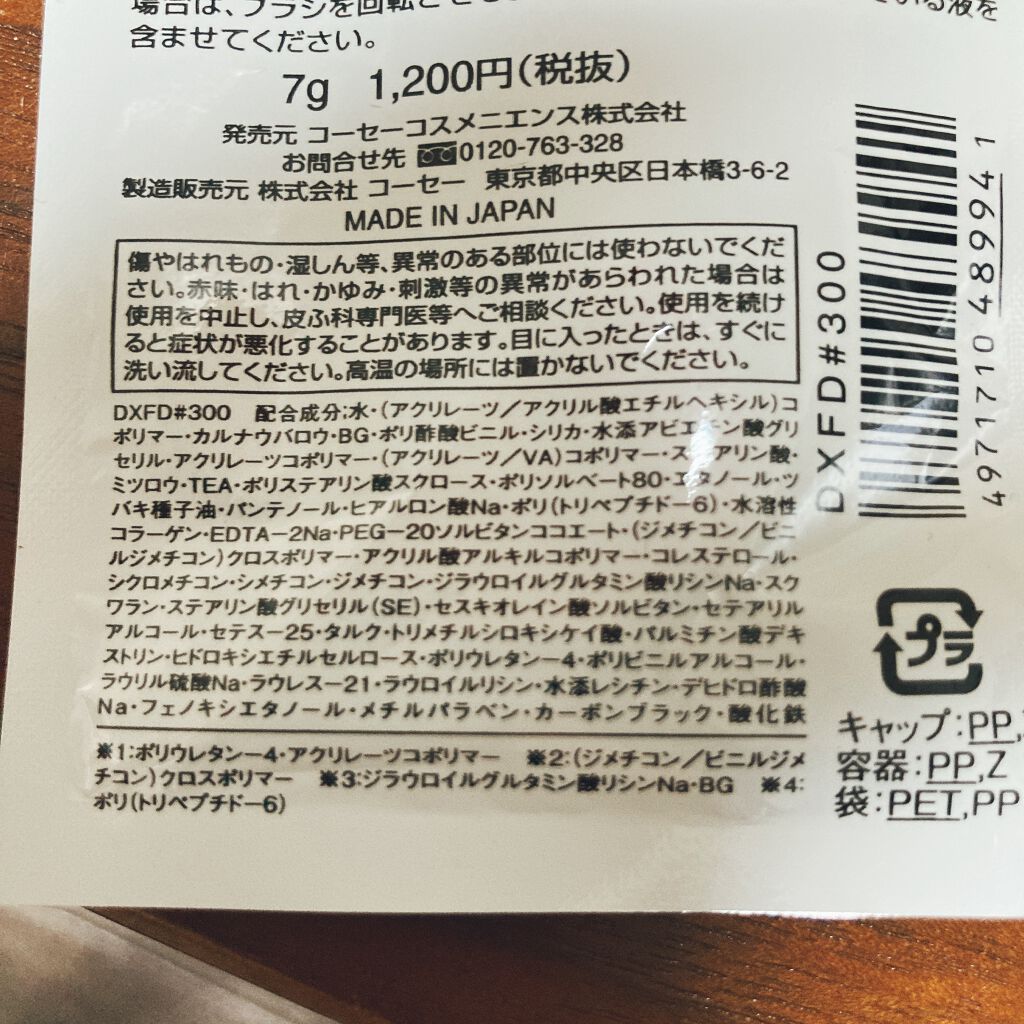 場合は、ブラシを回転させ
いる液を
含ませてください。
7g 1,200円(税抜)
発売元 コーセーコスメニエンス株式会社
お問合せ先 0120-763-328
製造販売元 株式会社 コーセー 東京都中央区日本橋3-6-2
MADE IN JAPAN
傷やはれもの・湿しん等、異常のある部位には使わないでくだ
さい。赤味・はれ・かゆみ・刺激等の異常があらわれた場合は
使用を中止し、皮ふ科専門医等へご相談ください。使用を続け
ると症状が悪化することがあります。目に入ったときは、すぐに
洗い流してください。高温の場所には置かないでください。
DXFD#300 配合成分;水・(アクリレーツ/アクリル酸エチルヘキシル)コ
ポリマー・カルナウバロウ・BG・ポリ酢酸ビニル・シリカ・水添アビエチン酸グリ
セリル・アクリレーツコポリマー・(アクリレーツ/VA)コポリマー・ステアリン酸・
ミツロウ・TEA・ポリステアリン酸スクロース・ポリソルベート80・エタノール・ツ
バキ種子油・パンテノール・ヒアルロン酸Na・ポリ(トリペプチド-6)・水溶性
コラーゲン・EDTA-2Na・PEG-20ソルビタンココエート・(ジメチコン/ビニ
ルジメチコン)クロスポリマー・アクリル酸アルキルコポリマー・コレステロール・
シクロメチコン・シメチコン・ジメチコン・ジラウロイルグルタミン酸リシンNa・スク
ワラン・ステアリン酸グリセリル(SE)・セスキオレイン酸ソルビタン・セテアリル
アルコール・セテス-25・タルク・トリメチルシロキシケイ酸・パルミチン酸デキ
ストリン・ヒドロキシエチルセルロース・ポリウレタン-4・ポリビニルアルコール・
ラウリル硫酸Na・ラウレス-21・ラウロイルリシン・水添レシチン・デヒドロ酢酸
Na・フェノキシエタノール・メチルパラベン・カーボンブラック・酸化鉄
※1:ポリウレタン-4・アクリレーツコポリマー ※2:(ジメチコン/ビニルジメ
チコン)クロスポリマー ※3:ジラウロイルグルタミン酸リシンNa・BG ※4:
ポリ(トリペプチド-6)
DXFD#300
4971710 489941
プラ
キャップ:PP,
容器:PP,Z
袋:PET,PP